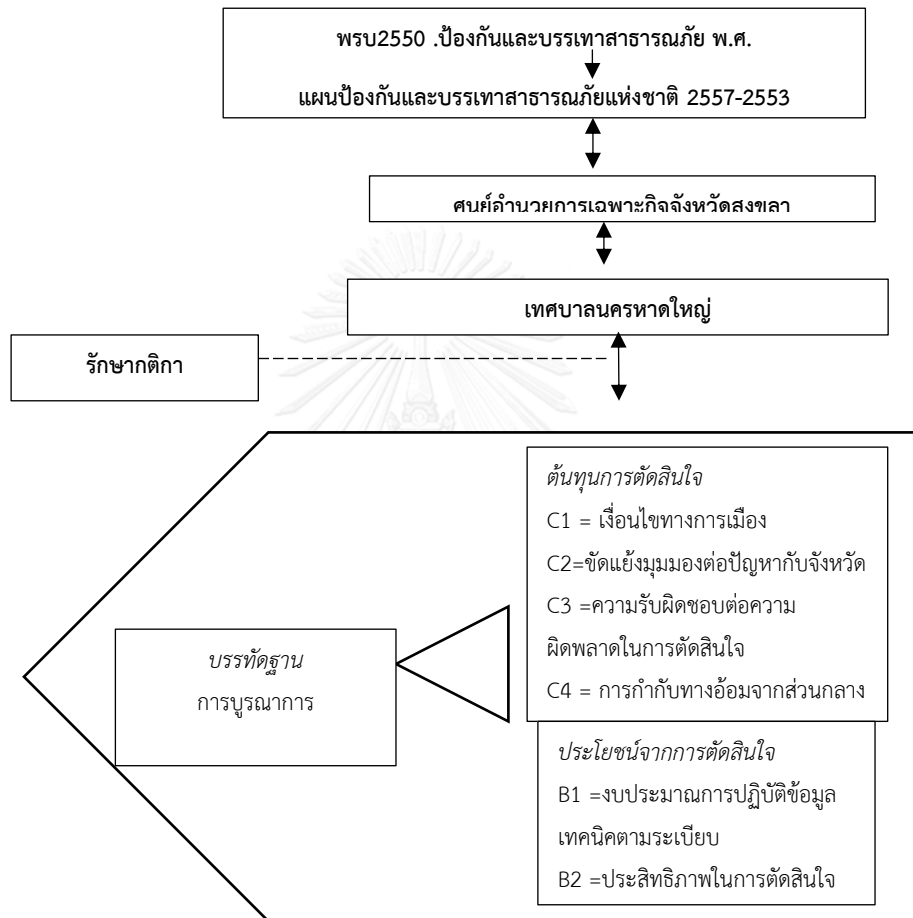 พรบ2550 .ป้องกันและบรรเทาสาธารณภัย พ.ศ.
แผนป้องกันและบรรเทาสาธารณภัยแห่งชาติ 2557-2553
ศูนย์อำนวยการเฉพาะกิจจังหวัดสงขลา
เทศบาลนครหาดใหญ่
รักษากติกา
ต้นทุนการตัดสินใจ
C1 = เงื่อนไขทางการเมือง
C2=ขัดแย้งมุมมองต่อปัญหากับจังหวัด
C3 =ความรับผิดชอบต่อความ
ผิดพลาดในการตัดสินใจ
C4 = การกำกับทางอ้อมจากส่วนกลาง
บรรทัดฐาน
การบูรณาการ
ประโยชน์จากการตัดสินใจ
B1 =งบประมาณการปฏิบัติข้อมูล
เทคนิคตามระเบียบ
B2 =ประสิทธิภาพในการตัดสินใจ